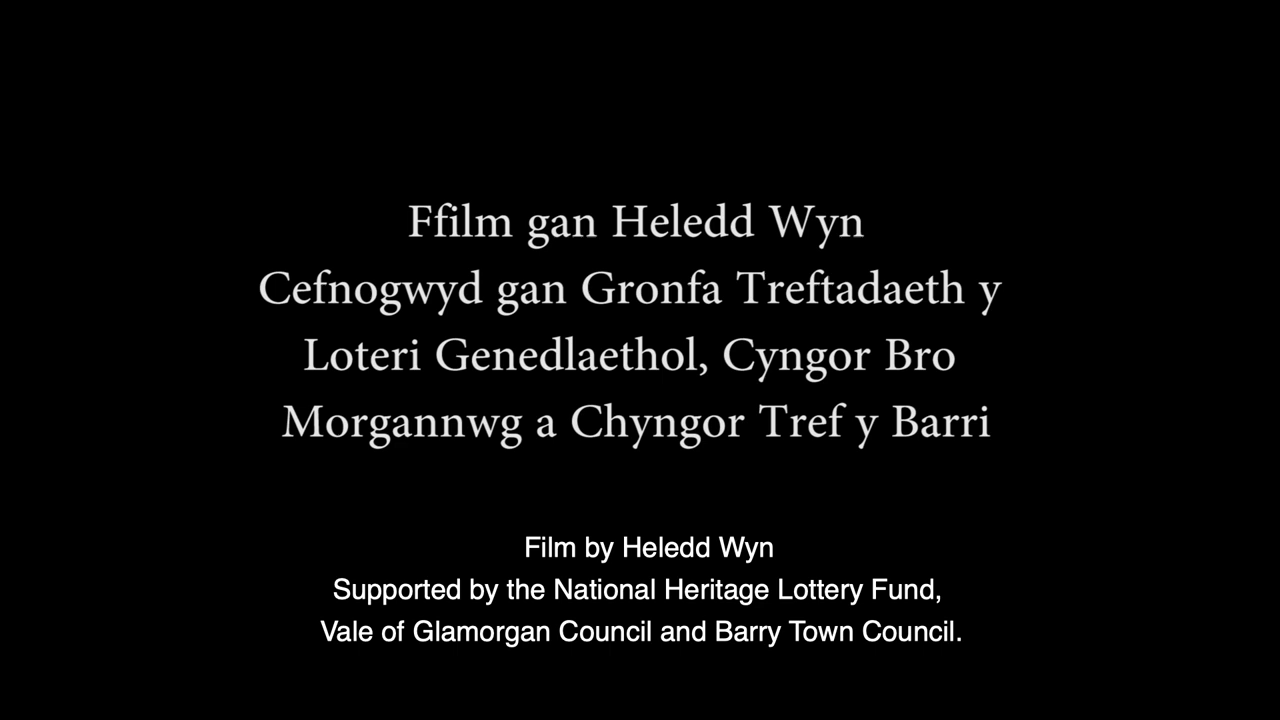 Ffilm gan Heledd Wyn
Cefnogwyd gan Gronfa Treftadaeth y
Loteri Genedlaethol, Cyngor Bro
Morgannwg a Chyngor Tref y Barri
Film by Heledd Wyn
Supported by the National Heritage Lottery Fund,
Vale of Glamorgan Council and Barry Town Council.